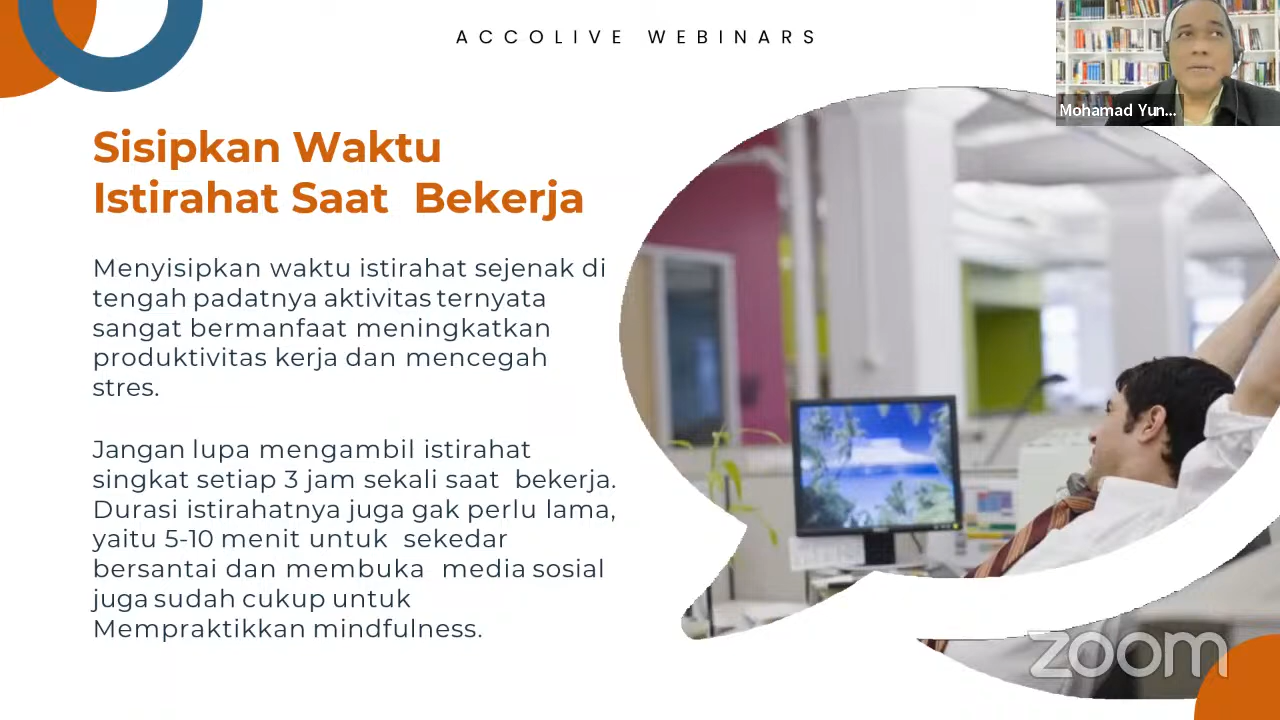 ACCOLIVE WEBINARS
Mohamad Yun...
Sisipkan Waktu
Istirahat Saat Bekerja
Menyisipkan waktu istirahat sejenak di
tengah padatnya aktivitas ternyata
sangat bermanfaat meningkatkan
produktivitas kerja dan mencegah
stres.
Jangan lupa mengambil istirahat
singkat setiap 3 jam sekali saat bekerja.
Durasi istirahatnya juga gak perlu lama,
yaitu 5-10 menit untuk sekedar
bersantai dan membuka media sosial
juga sudah cukup untuk
Mempraktikkan mindfulness.
zoom